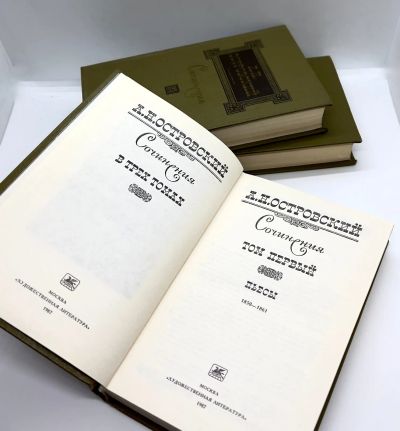 Сочинения
А.Н.ОСТРОВСКИЙ
Сочинения
В ТРЕХ ТОМАХ
МОСКВА
«ХУДОЖЕСТВЕННАЯ ЛИТЕРАТУРА»
1987
А.Н.ОСТРОВСКИЙ
Сочинения
ТОМ ПЕРВЫЙ
ПЬЕСЫ
1850—1861
МОСКВА
«ХУДОЖЕСТВЕННАЯ ЛИТЕРАТУРА»
1987